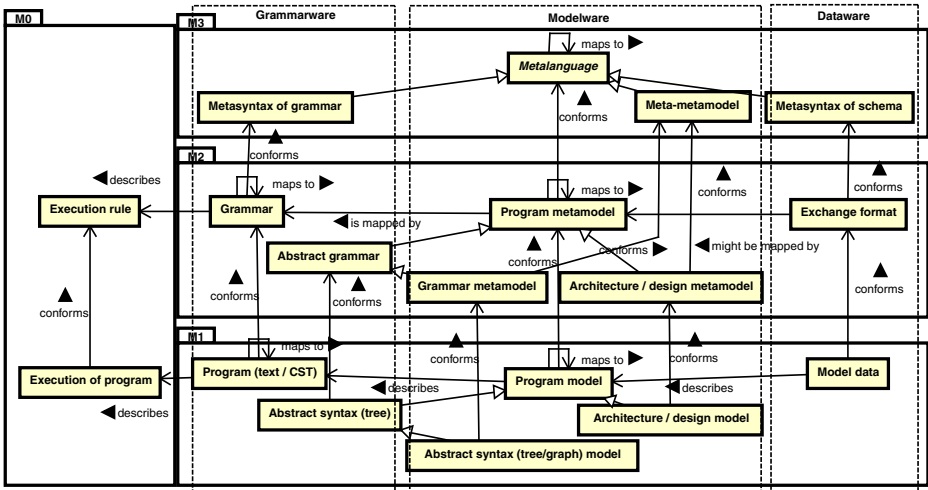 Grammarware
Modelware
Dataware
M0
M3
maps to
Metalanguage
Metasyntax of grammar
Meta-metamodel
Metasyntax of schema
conforms
conforms
M2
describes
maps to
maps to
conforms
conforms
Execution rule
Grammar
Program metamodel
Exchange format
is mapped by
Abstract grammar
conforms
conforms
might be mapped by
conforms
conforms
conforms
conforms
Grammar metamodel
Architecture / design metamodel
M1
maps to
conforms
maps to
conforms
Execution of program
Program (text / CST)
Program model
Model data
describes
describes
describes
Abstract syntax (tree)
Architecture / design model
Abstract syntax (tree/graph) model